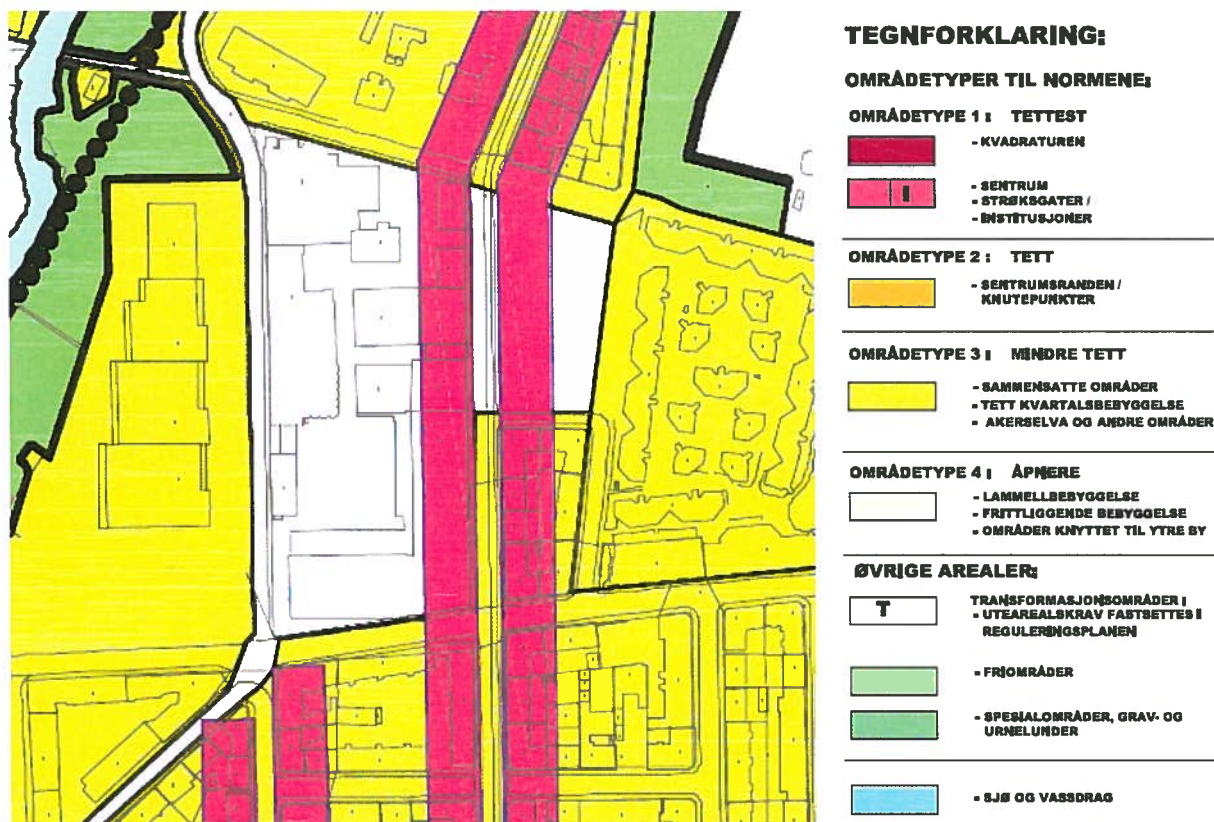 TEGNFORKLARING:
OMRÅDETYPER TIL NORMENE:
OMRÅDETYPE 1 : TETTEST
- KVADRATUREN
- SENTRUM
- STRØKSGATER /
- INSTITUSJONER
OMRÅDETYPE 2 : TETT
- SENTRUMSRANDEN /
KNUTEPUNKTER
OMRÅDETYPE 3 : MINDRE TETT
- SAMMENSATTE OMRÅDER
- TETT KVARTALSBEBYGGELSE
- AKERSELVA OG ANDRE OMRÅDER
OMRÅDETYPE 4 : ÅPNERE
- LAMMELLBEBYGGELSE
- FRITTLIGGENDE BEBYGGELSE
- OMRÅDER KNYTTET TIL YTRE BY
ØVRIGE AREALER:
T
TRANSFORMASJONSOMRÅDER :
- UTEAREALSKRAV FASTSETTES I
REGULERINGSPLANEN
- FRIOMRÅDER
- SPESIALOMRÅDER, GRAV- OG
URNELUNDER
- SJØ OG VASSDRAG